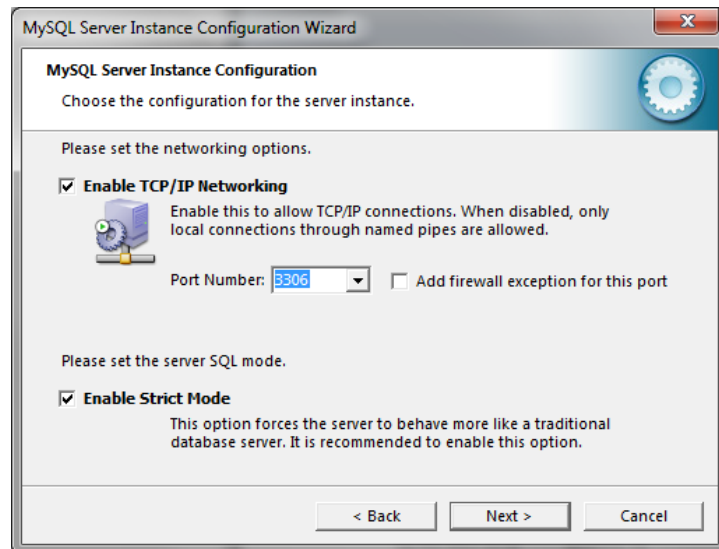 MySQL Server Instance Configuration Wizard
MySQL Server Instance Configuration
Choose the configuration for the server instance.
Please set the networking options.
Enable TCP/IP Networking
Enable this to allow TCP/IP connections. When disabled, only
local connections through named pipes are allowed.
Port Number: 3306 Add firewall exception for this port
Please set the server SQL mode.
Enable Strict Mode
This option forces the server to behave more like a traditional
database server. It is recommended to enable this option.
< Back Next > Cancel